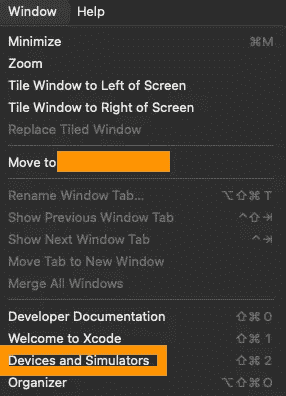 Window Help
Minimize ⌘M
Zoom
Tile Window to Left of Screen
Tile Window to Right of Screen
Replace Tiled Window
Move to
Rename Window Tab... ⌥⇧⌘T
Show Previous Window Tab ^⇧⇥
Show Next Window Tab ^⇥
Move Tab to New Window
Merge All Windows
Developer Documentation ⇧⌘0
Welcome to Xcode ⇧⌘1
Devices and Simulators ⇧⌘2
Organizer ⌥⇧⌘O